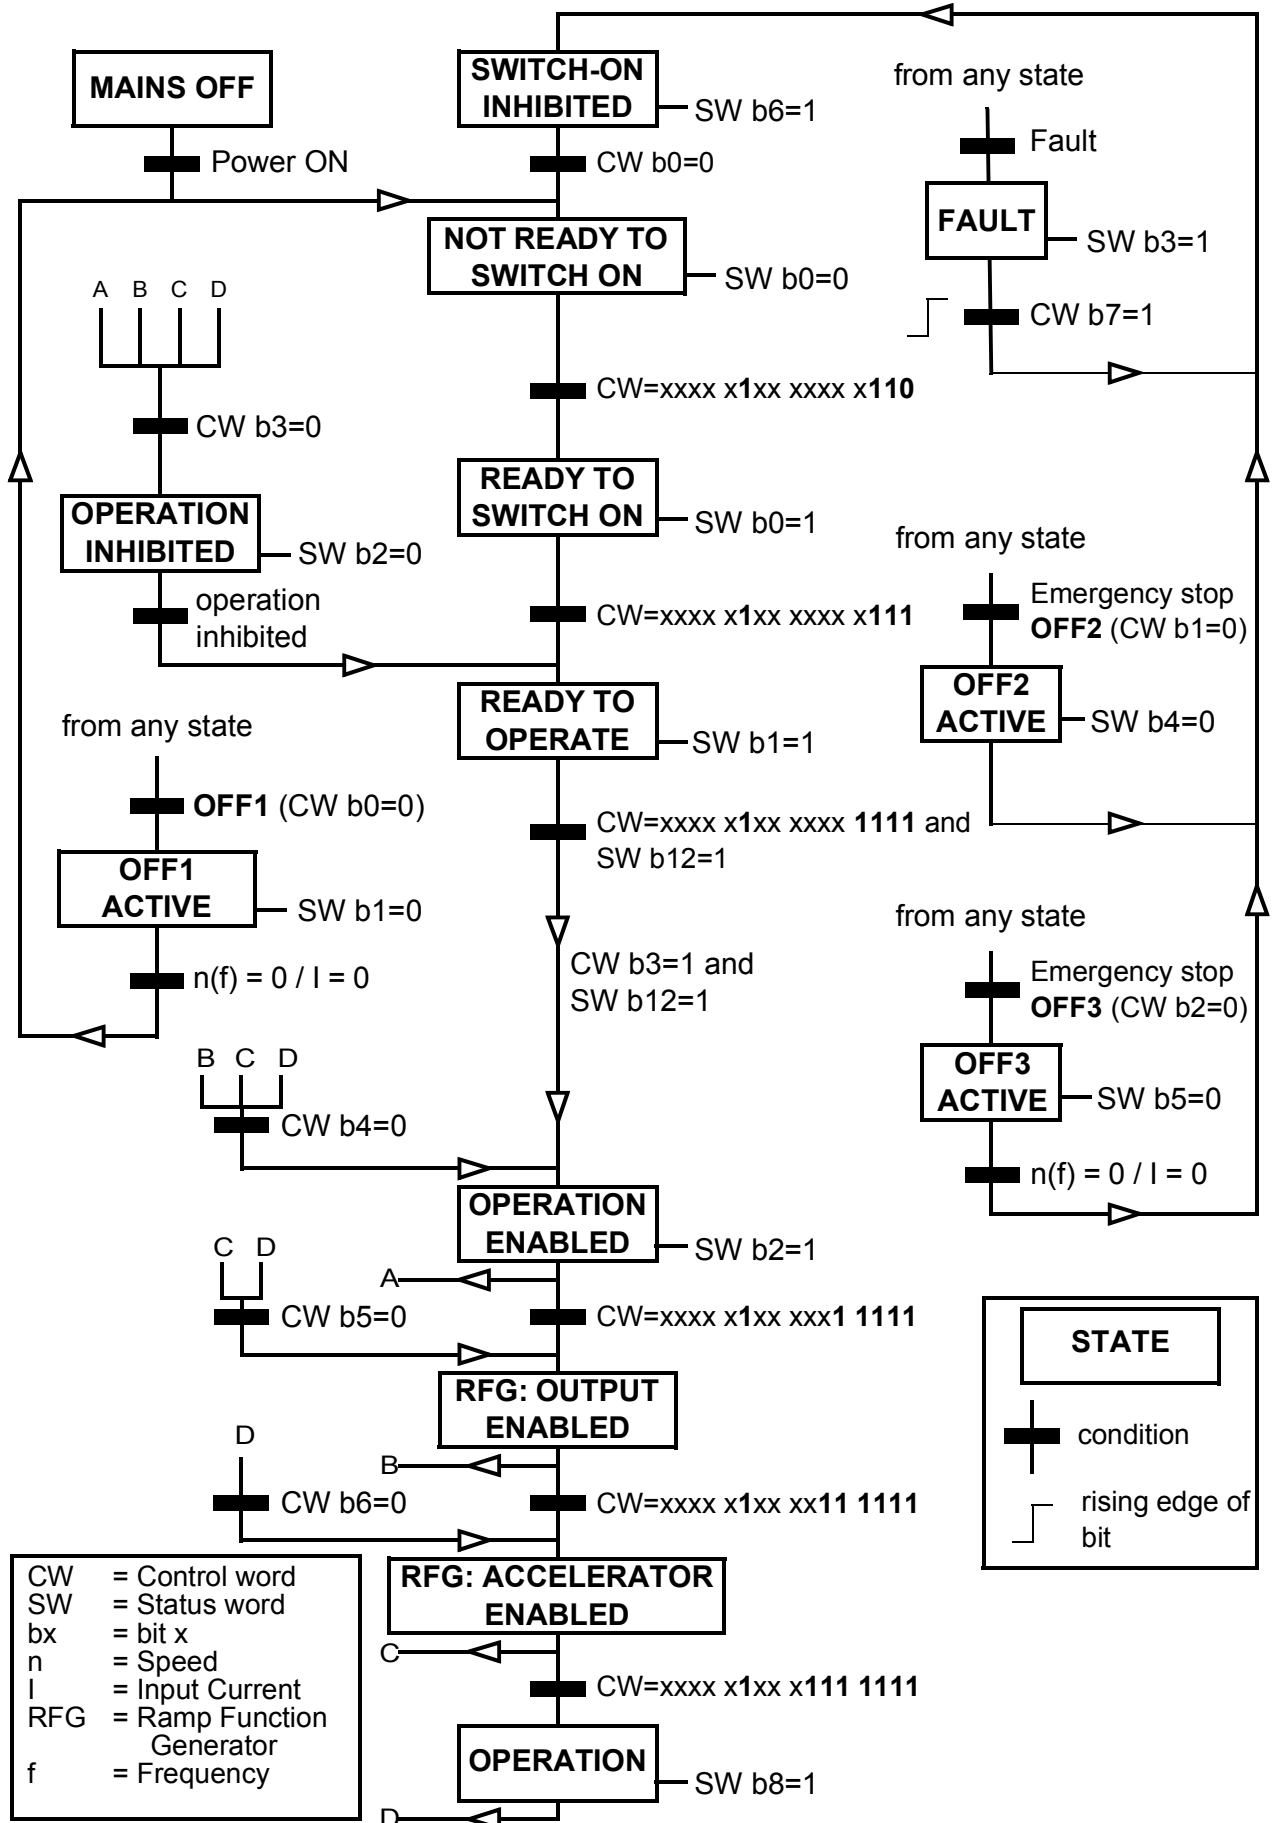 MAINS OFF
Power ON
SWITCH-ON
INHIBITED
SW b6=1
CW b0=0
from any state
Fault
FAULT
SW b3=1
CW b7=1
NOT READY TO
SWITCH ON
SW b0=0
A B C D
CW b3=0
CW=xxxx x1xx xxxx x110
OPERATION
INHIBITED
SW b2=0
operation
inhibited
READY TO
SWITCH ON
SW b0=1
CW=xxxx x1xx xxxx x111
from any state
Emergency stop
OFF2 (CW b1=0)
OFF2
ACTIVE
SW b4=0
READY TO
OPERATE
SW b1=1
from any state
OFF1 (CW b0=0)
OFF1
ACTIVE
SW b1=0
n(f) = 0 / I = 0
CW=xxxx x1xx xxxx 1111 and
SW b12=1
CW b3=1 and
SW b12=1
from any state
Emergency stop
OFF3 (CW b2=0)
OFF3
ACTIVE
SW b5=0
n(f) = 0 / I = 0
B C D
CW b4=0
OPERATION
ENABLED
SW b2=1
A
C D
CW b5=0
CW=xxxx x1xx xxx1 1111
RFG: OUTPUT
ENABLED
B
D
CW b6=0
CW=xxxx x1xx xx11 1111
RFG: ACCELERATOR
ENABLED
C
CW=xxxx x1xx x111 1111
OPERATION
SW b8=1
D
STATE
condition
rising edge of
bit
CW = Control word
SW = Status word
bx = bit x
n = Speed
I = Input Current
RFG = Ramp Function
Generator
f = Frequency